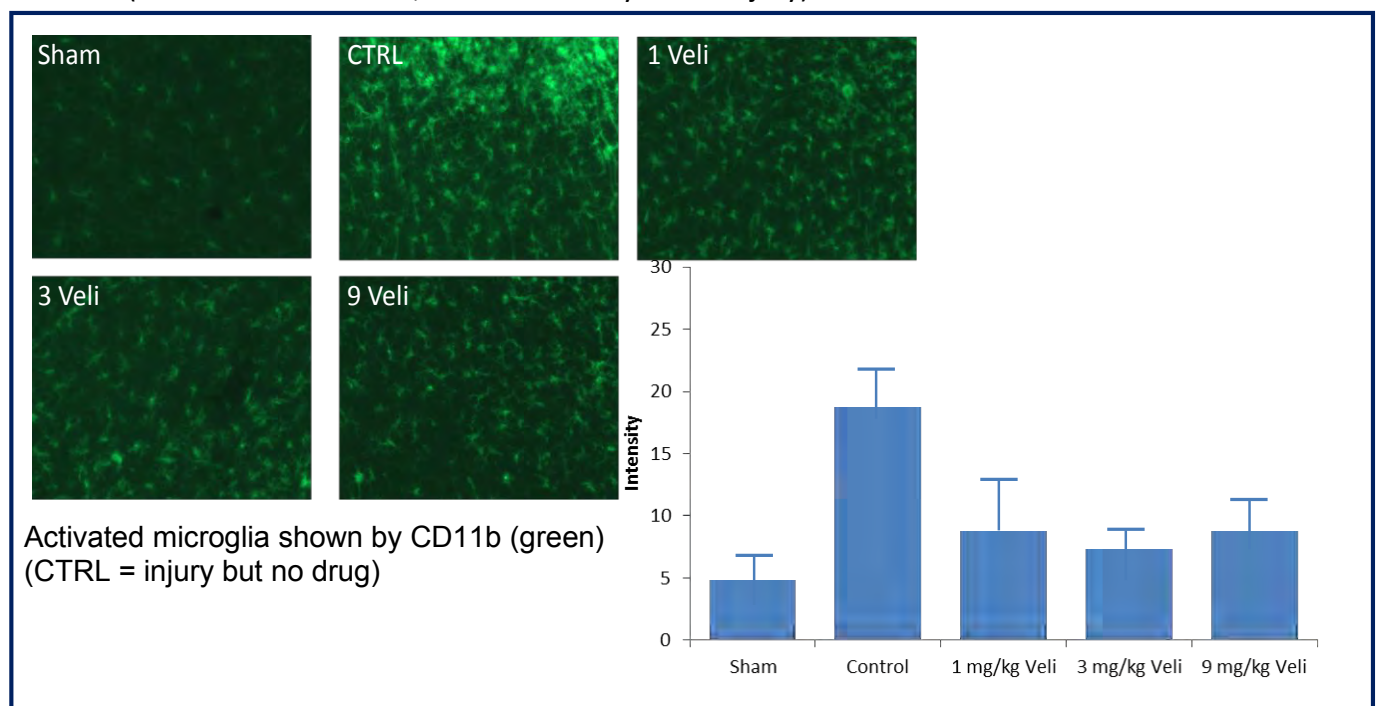 Sham
CTRL
1 Veli
3 Veli
9 Veli
Activated microglia shown by CD11b (green)
(CTRL = injury but no drug)
Intensity
30
25
20
15
10
5
0
Sham
Control
1 mg/kg Veli
3 mg/kg Veli
9 mg/kg Veli